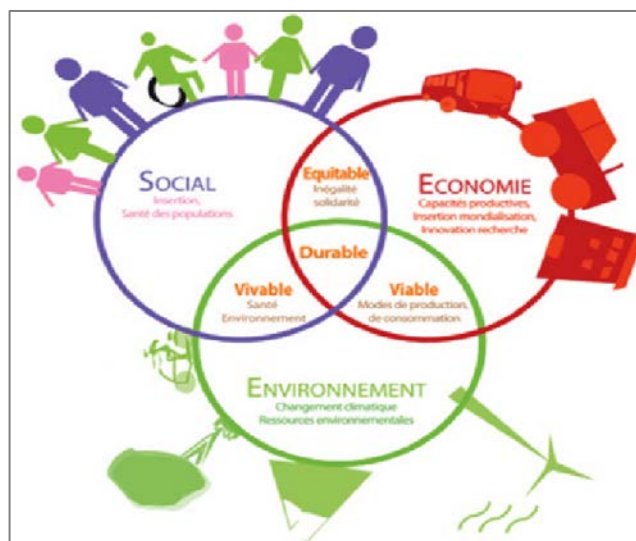 SOCIAL
Insertion,
Santé des populations
Equitable
Inégalité
solidarité
ECONOMIE
Capacités productives,
Insertion mondialisation,
Innovation recherche
Durable
Vivable
Santé
Environnement
Viable
Modes de production,
de consommation
ENVIRONNEMENT
Changement climatique
Ressources environnementales